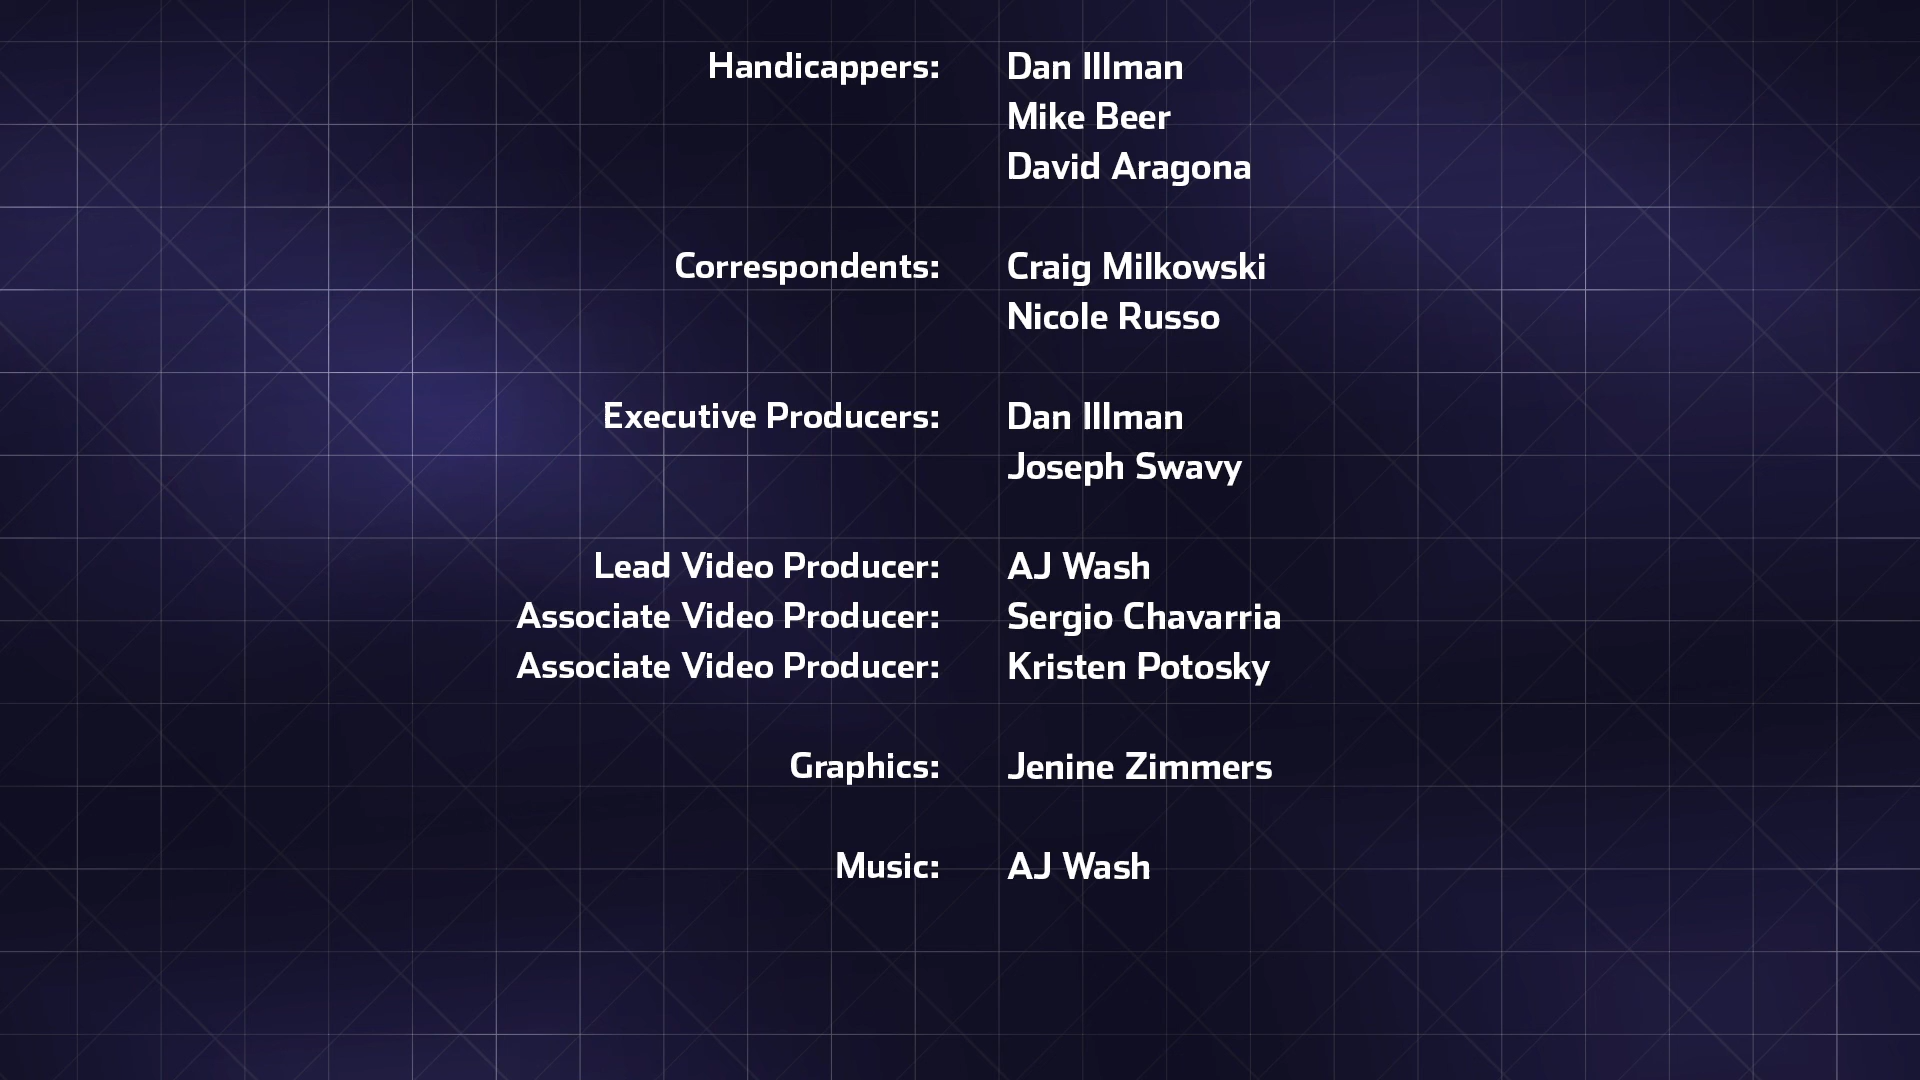 Handicappers: Dan Illman
Mike Beer
David Aragona
Correspondents: Craig Milkowski
Nicole Russo
Executive Producers: Dan Illman
Joseph Swavy
Lead Video Producer: AJ Wash
Associate Video Producer: Sergio Chavarria
Associate Video Producer: Kristen Potosky
Graphics: Jenine Zimmers
Music: AJ Wash